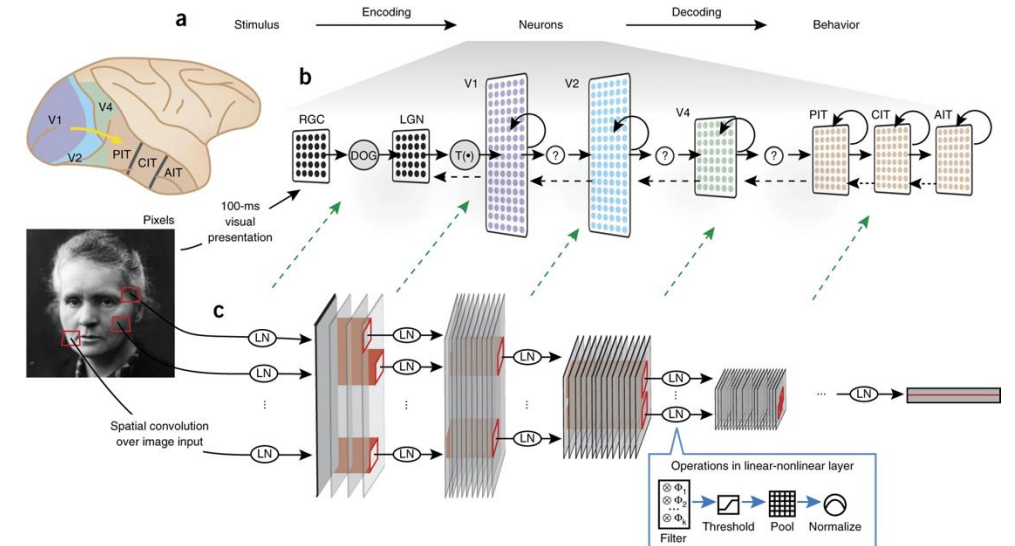 a
Stimulus
Encoding
Neurons
Decoding
Behavior
V1
V2
V4
PIT
CIT
AIT
b
RGC
DOG
LGN
T(•)
V1
?
V2
?
V4
?
PIT
CIT
AIT
100-ms
visual
presentation
Pixels
c
LN
LN
LN
LN
LN
...
...
...
LN
LN
...
LN
LN
LN
LN
...
LN
Spatial convolution
over image input
Operations in linear-nonlinear layer
⊗ Φ1
⊗ Φ2
...
⊗ Φk
Filter
Threshold
Pool
Normalize